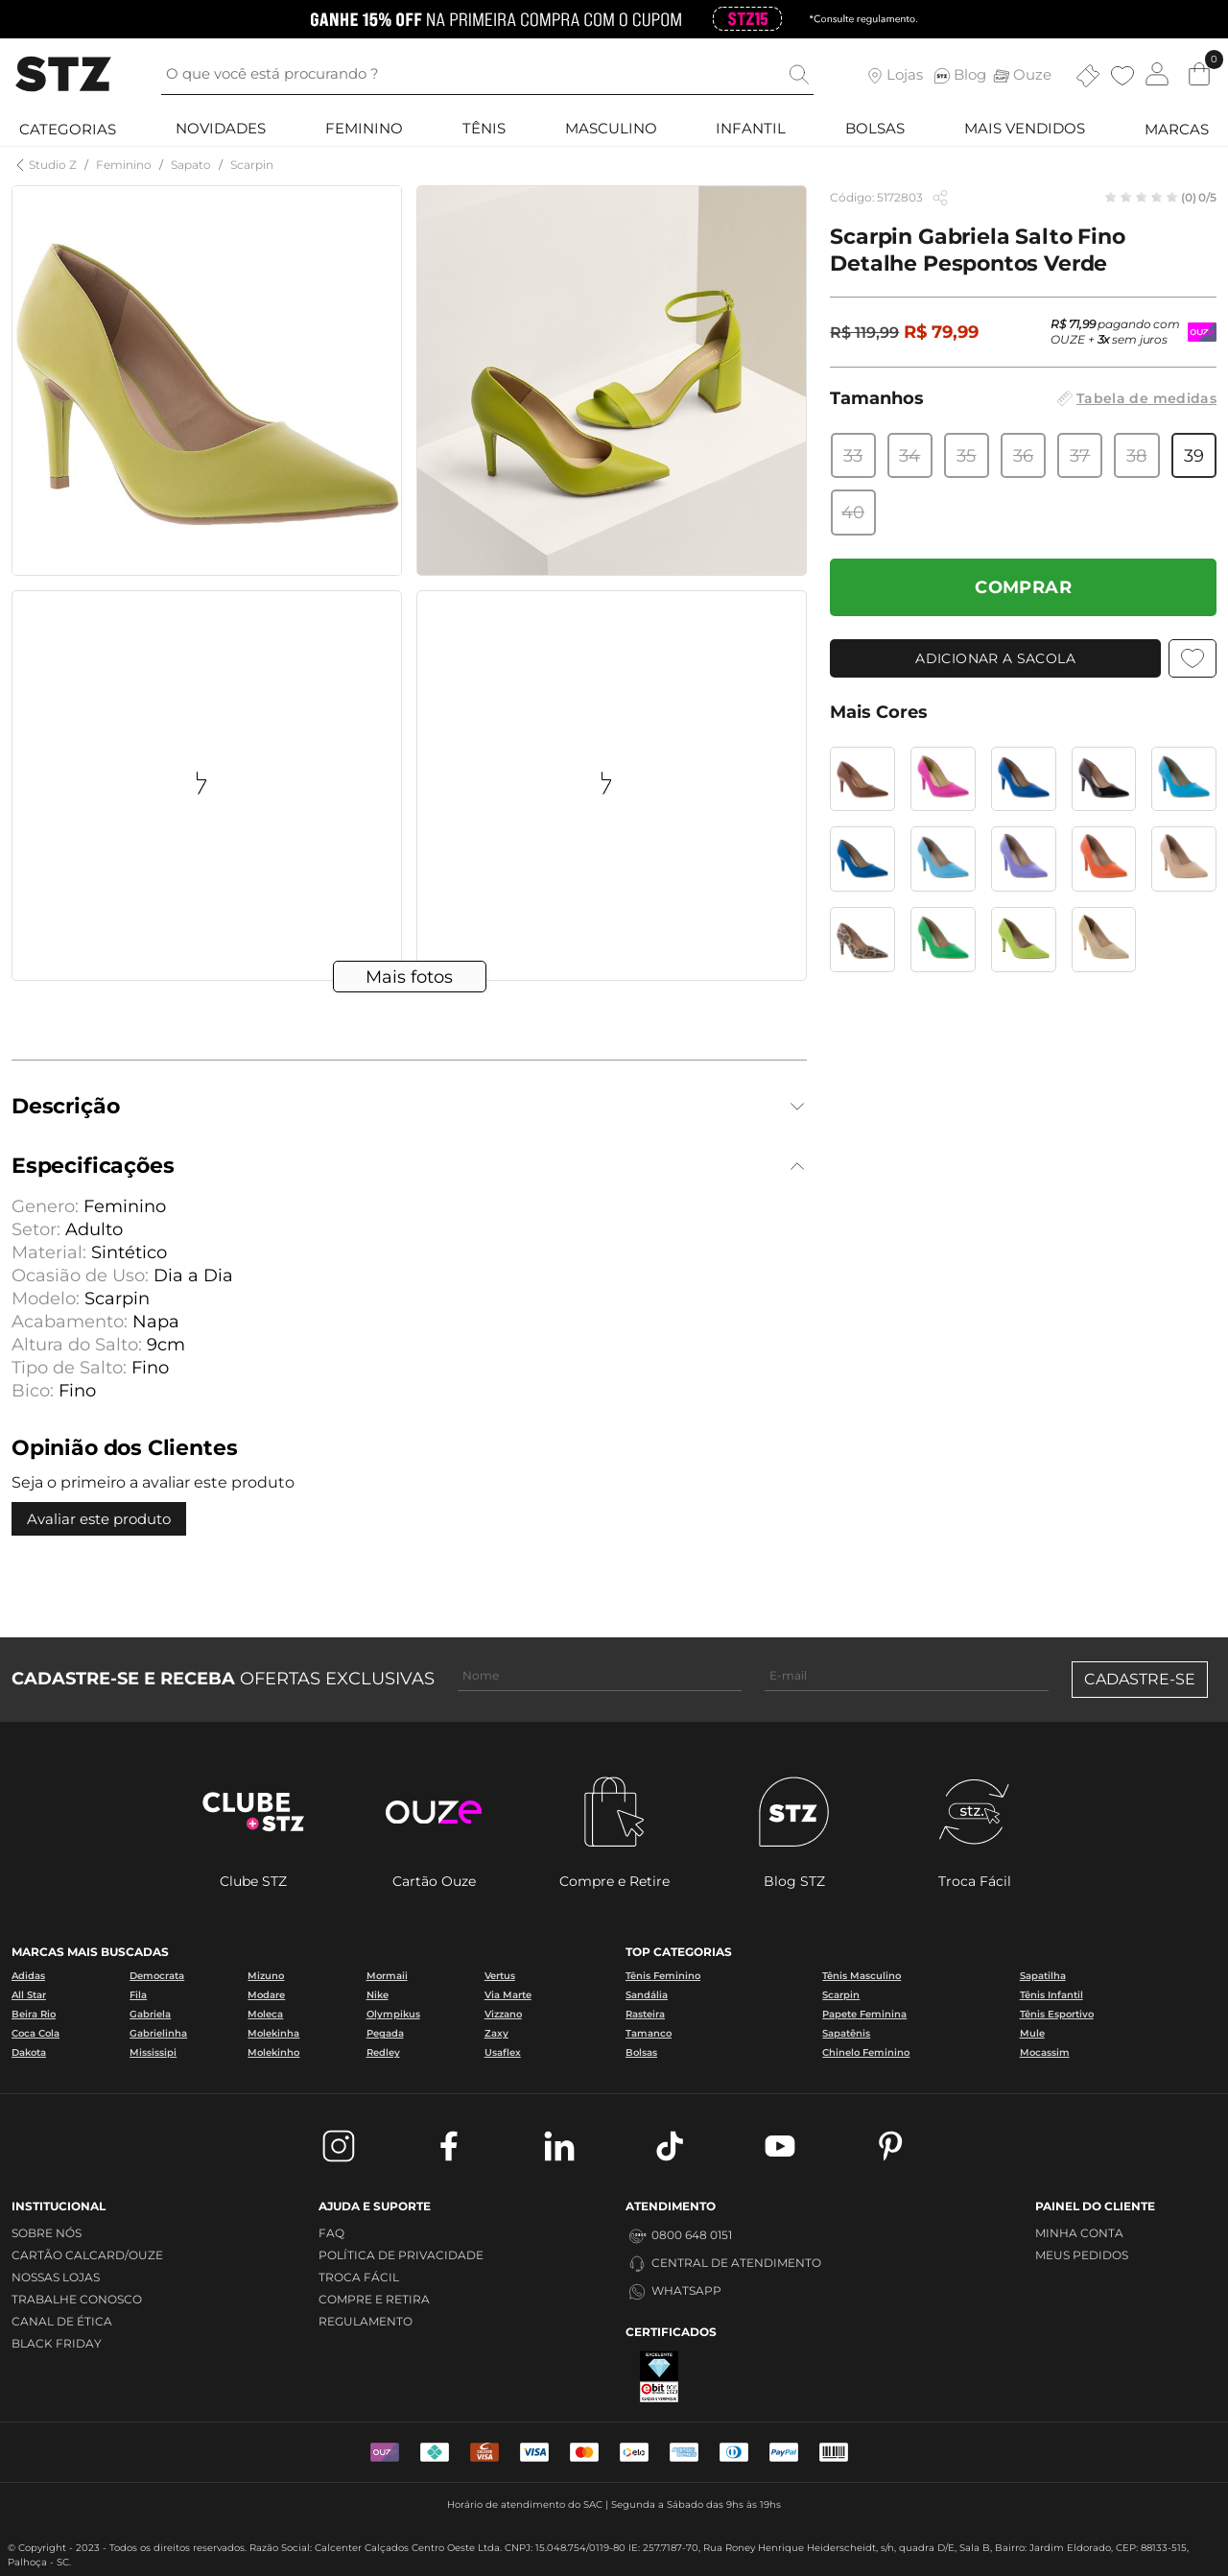 GANHE 15% OFF NA PRIMEIRA COMPRA COM O CUPOM STZ15 *Consulte regulamento.
STZ O que você está procurando ? Lojas STZ Blog Ouze 0
CATEGORIAS NOVIDADES FEMININO TÊNIS MASCULINO INFANTIL BOLSAS MAIS VENDIDOS MARCAS
Studio Z / Feminino / Sapato / Scarpin
Código: 5172803 (0) 0/5
Scarpin Gabriela Salto Fino
Detalhe Pespontos Verde
R$ 119,99 R$ 79,99
R$ 71,99 pagando com
OUZE + 3x sem juros
Tamanhos Tabela de medidas
33 34 35 36 37 38 39
40
COMPRAR
ADICIONAR A SACOLA
Mais Cores
Mais fotos
Descrição
Especificações
Genero: Feminino
Setor: Adulto
Material: Sintético
Ocasião de Uso: Dia a Dia
Modelo: Scarpin
Acabamento: Napa
Altura do Salto: 9cm
Tipo de Salto: Fino
Bico: Fino
Opinião dos Clientes
Seja o primeiro a avaliar este produto
Avaliar este produto
CADASTRE-SE E RECEBA OFERTAS EXCLUSIVAS Nome E-mail CADASTRE-SE
CLUBE + STZ ouze STZ stz.
Clube STZ Cartão Ouze Compre e Retire Blog STZ Troca Fácil
MARCAS MAIS BUSCADAS TOP CATEGORIAS
Adidas Democrata Mizuno Mormaii Vertus Tênis Feminino Tênis Masculino Sapatilha
All Star Fila Modare Nike Via Marte Sandália Scarpin Tênis Infantil
Beira Rio Gabriela Moleca Olympikus Vizzano Rasteira Papete Feminina Tênis Esportivo
Coca Cola Gabrielinha Molekinha Pegada Zaxy Tamanco Sapatênis Mule
Dakota Mississipi Molekinho Redley Usaflex Bolsas Chinelo Feminino Mocassim
INSTITUCIONAL AJUDA E SUPORTE ATENDIMENTO PAINEL DO CLIENTE
SOBRE NÓS FAQ 0800 648 0151 MINHA CONTA
CARTÃO CALCARD/OUZE POLÍTICA DE PRIVACIDADE CENTRAL DE ATENDIMENTO MEUS PEDIDOS
NOSSAS LOJAS TROCA FÁCIL WHATSAPP
TRABALHE CONOSCO COMPRE E RETIRA
CANAL DE ÉTICA REGULAMENTO
BLACK FRIDAY
CERTIFICADOS
EXCELENTE
ebit
VISA VISA elo PayPal
Horário de atendimento do SAC | Segunda a Sábado das 9hs às 19hs
© Copyright - 2023 - Todos os direitos reservados. Razão Social: Calcenter Calçados Centro Oeste Ltda. CNPJ: 15.048.754/0119-80 IE: 257.7187-70, Rua Roney Henrique Heiderscheidt, s/n, quadra D/E, Sala B, Bairro: Jardim Eldorado, CEP: 88133-515,
Palhoça - SC.